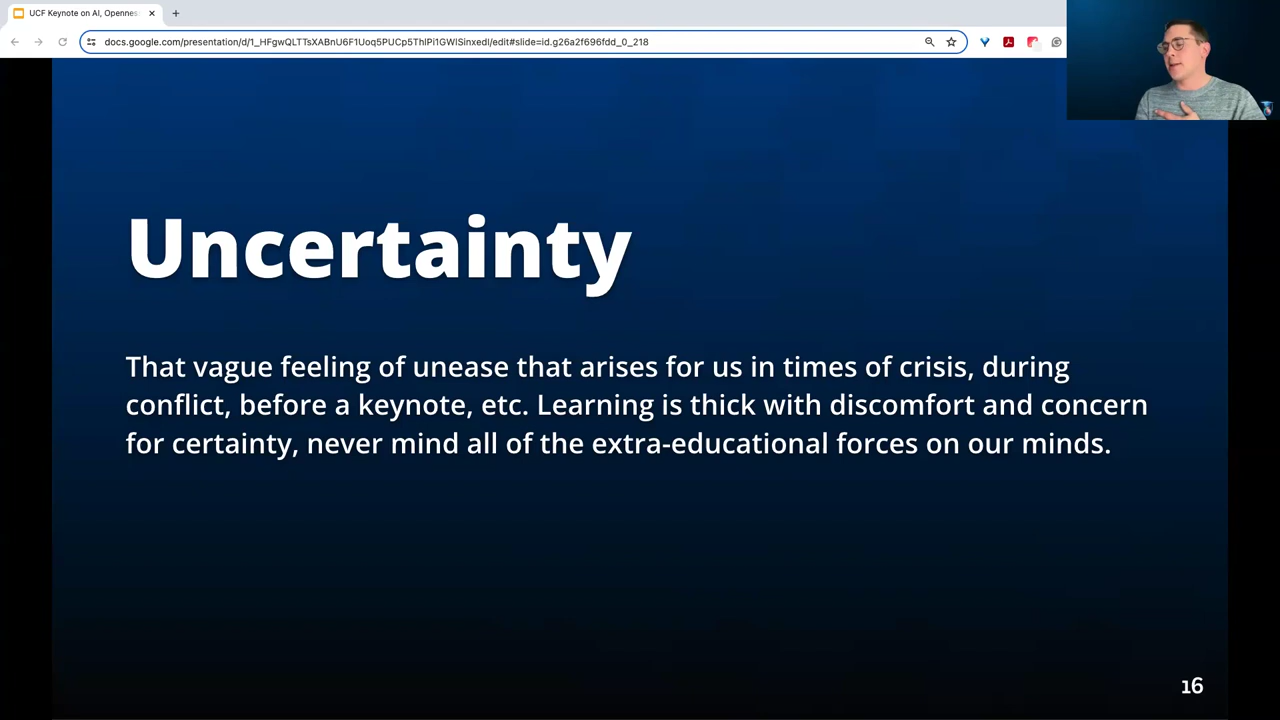 UCF Keynote on AI, Opennes
docs.google.com/presentation/d/1_HFgwQLTTsXABnU6F1Uoq5PUCp5ThlPi1GWISinxedI/edit#slide=id.g26a2f696fdd_0_218
Uncertainty
That vague feeling of unease that arises for us in times of crisis, during
conflict, before a keynote, etc. Learning is thick with discomfort and concern
for certainty, never mind all of the extra-educational forces on our minds.
16